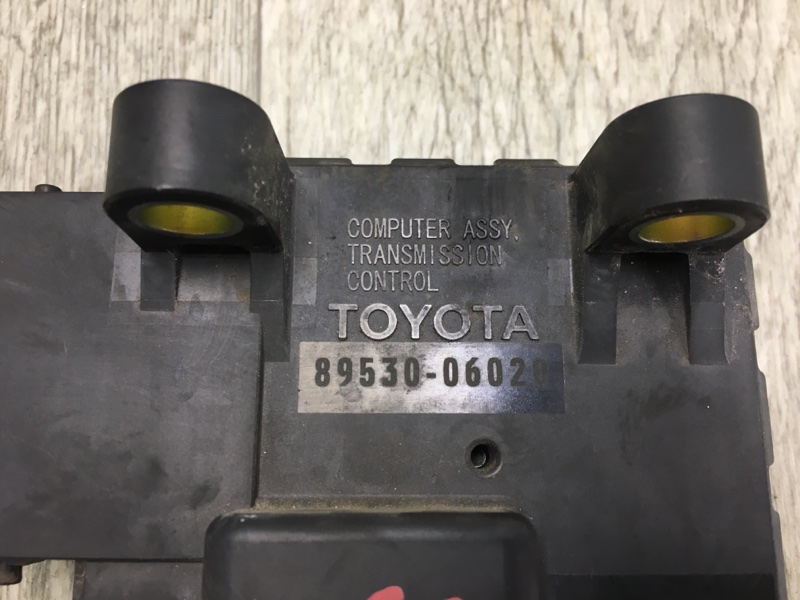 COMPUTER ASSY,
TRANSMISSION
CONTROL
TOYOTA
89530-06020